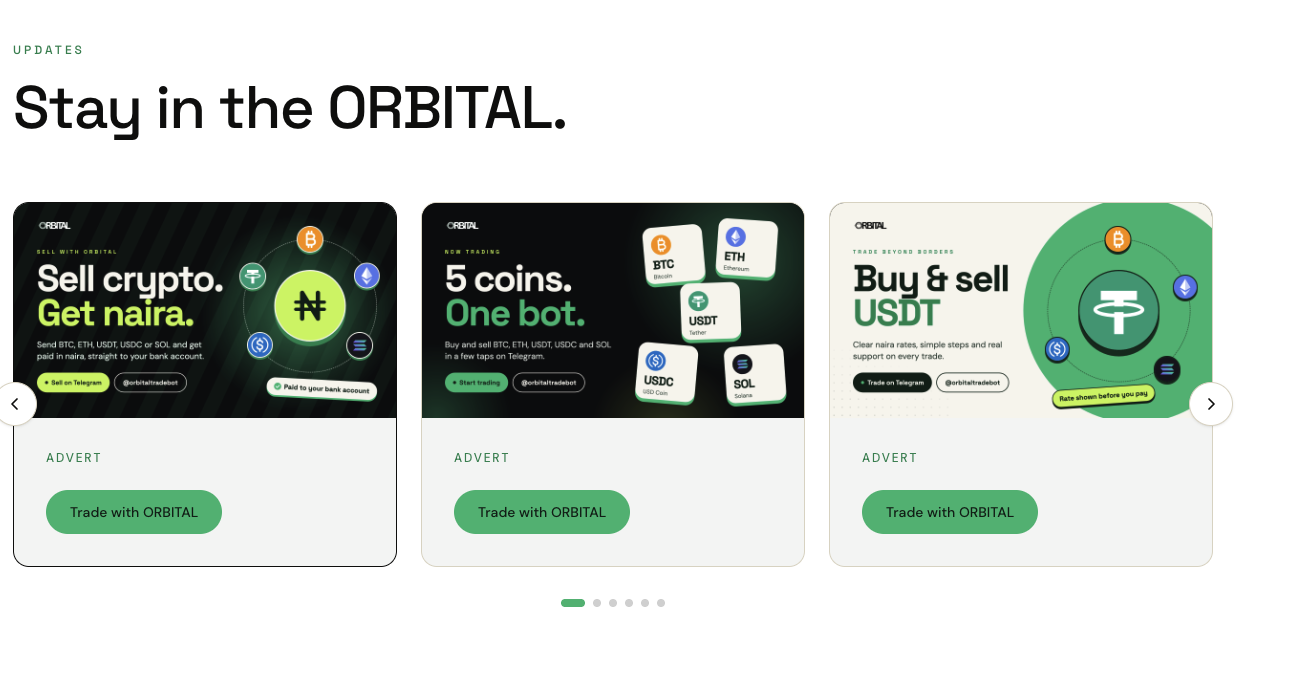 UPDATES
Stay in the ORBITAL.
ORBITAL
SELL WITH ORBITAL
Sell crypto.
Get naira.
Send BTC, ETH, USDT, USDC or SOL and get
paid in naira, straight to your bank account.
Sell on Telegram
@orbitaltradebot
Paid to your bank account
ADVERT
Trade with ORBITAL
ORBITAL
NOW TRADING
5 coins.
One bot.
Buy and sell BTC, ETH, USDT, USDC and SOL
in a few taps on Telegram.
Start trading
@orbitaltradebot
BTC
Bitcoin
ETH
Ethereum
USDT
Tether
USDC
USD Coin
SOL
Solana
ADVERT
Trade with ORBITAL
ORBITAL
TRADE BEYOND BORDERS
Buy & sell
USDT
Clear naira rates, simple steps and real
support on every trade.
Trade on Telegram
@orbitaltradebot
Rate shown before you pay
ADVERT
Trade with ORBITAL